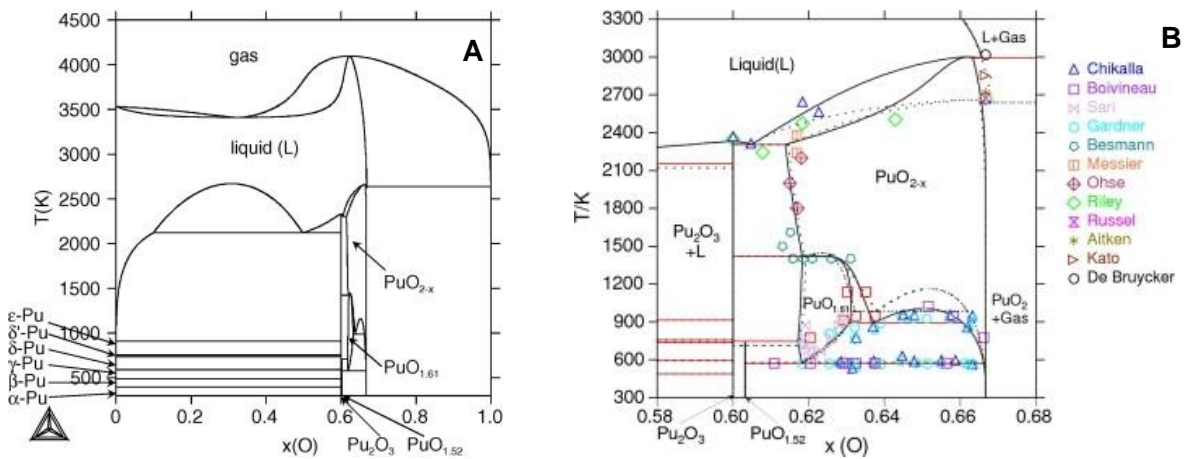 A
4500
4000
3500
3000
2500
2000
1500
1000
500
T(K)
gas
liquid (L)
PuO2-x
PuO1.61
ε-Pu
δ'-Pu
δ-Pu
γ-Pu
β-Pu
α-Pu
0 0.2 0.4 0.6 0.8 1.0
x(O)
Pu2O3
PuO1.52
B
3300
3000
2700
2400
2100
1800
1500
1200
900
600
300
T/K
L+Gas
Liquid(L)
PuO2-x
Pu2O3
+L
PuO1.61
PuO2
+Gas
0.58 0.60 0.62 0.64 0.66 0.68
Pu2O3
PuO1.52
x (O)
Chikalla
Boivineau
Sari
Gardner
Besmann
Messier
Ohse
Riley
Russel
Aitken
Kato
De Bruycker